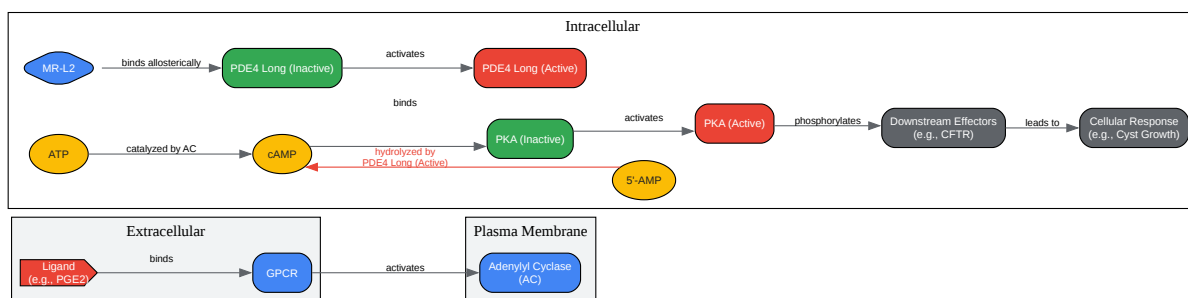 Intracellular
MR-L2
binds allosterically
PDE4 Long (Inactive)
activates
PDE4 Long (Active)
binds
ATP
catalyzed by AC
cAMP
hydrolyzed by
PDE4 Long (Active)
PKA (Inactive)
activates
PKA (Active)
phosphorylates
Downstream Effectors
(e.g., CFTR)
leads to
Cellular Response
(e.g., Cyst Growth)
5'-AMP
Extracellular
Ligand
(e.g., PGE2)
binds
GPCR
activates
Plasma Membrane
Adenylyl Cyclase
(AC)